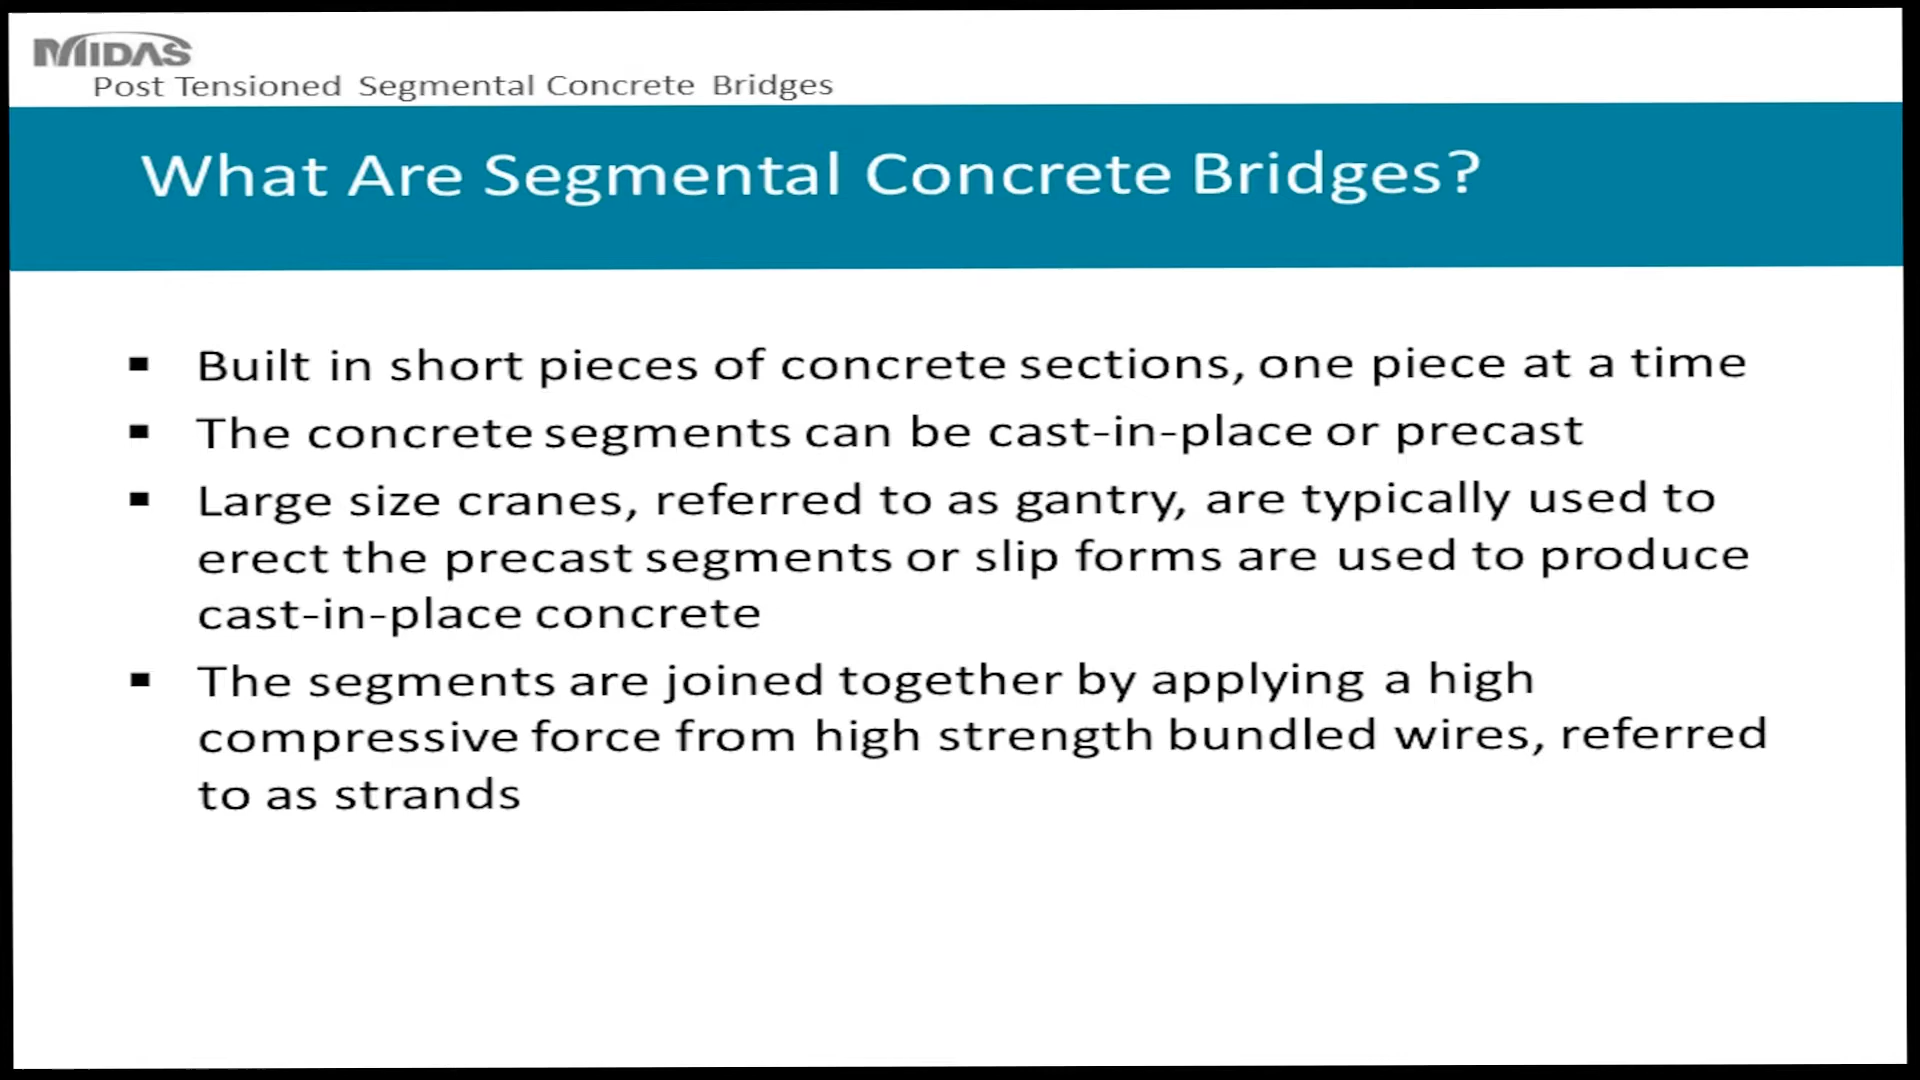 MIDAS
Post Tensioned Segmental Concrete Bridges
What Are Segmental Concrete Bridges?
▪ Built in short pieces of concrete sections, one piece at a time
▪ The concrete segments can be cast-in-place or precast
▪ Large size cranes, referred to as gantry, are typically used to
erect the precast segments or slip forms are used to produce
cast-in-place concrete
▪ The segments are joined together by applying a high
compressive force from high strength bundled wires, referred
to as strands